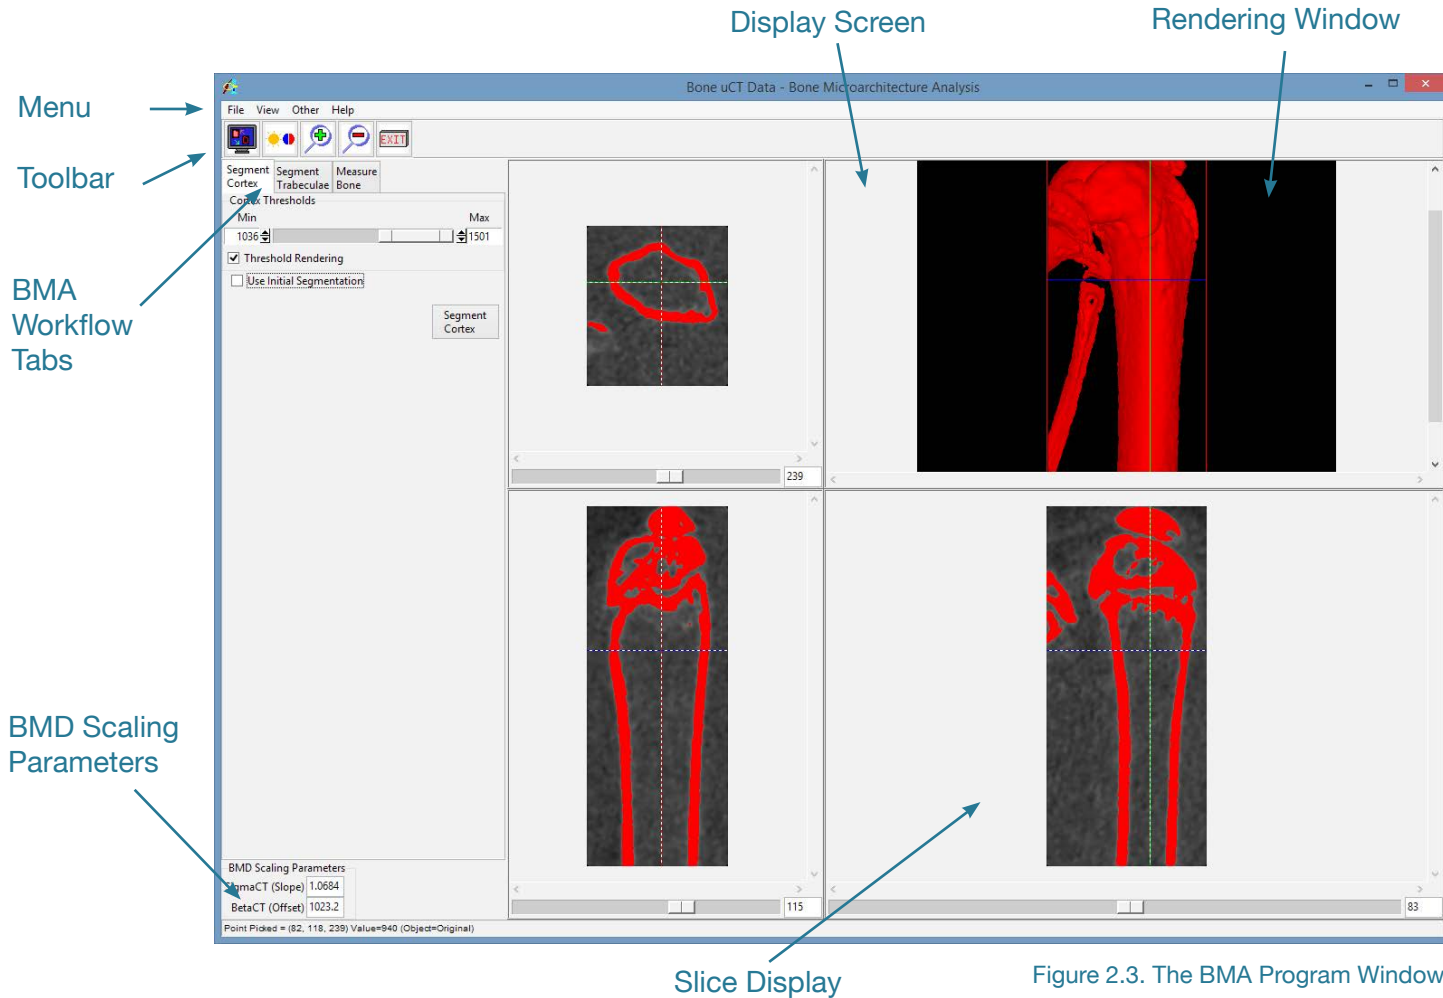 Display Screen
Rendering Window
Bone uCT Data - Bone Microarchitecture Analysis
Menu
File View Other Help
EXIT
Toolbar
Segment Cortex
Segment Trabeculae
Measure Bone
Cortex Thresholds
Min Max
1036 1501
Threshold Rendering
Use Initial Segmentation
BMA
Workflow
Tabs
Segment
Cortex
239
BMD Scaling
Parameters
BMD Scaling Parameters
SigmaCT (Slope) 1.0684
BetaCT (Offset) 1023.2
115
83
Point Picked = (82, 118, 239) Value=940 (Object=Original)
Slice Display
Figure 2.3. The BMA Program Window